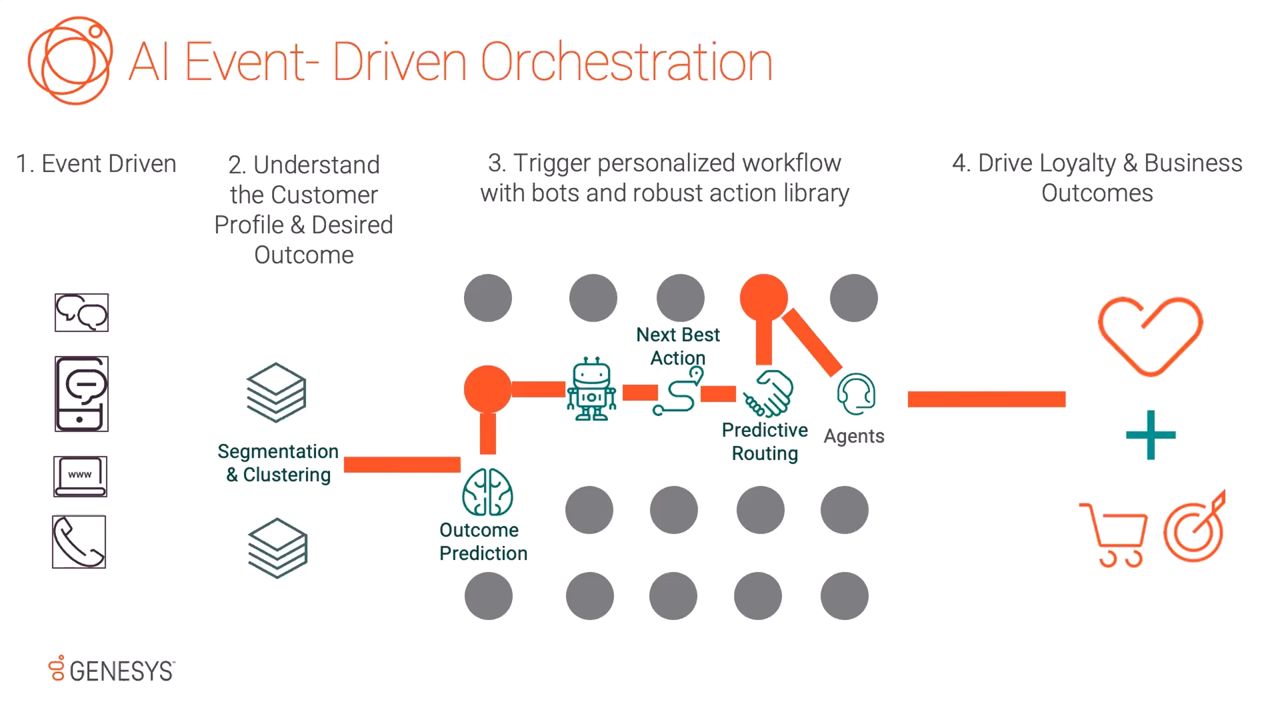 AI Event- Driven Orchestration
1. Event Driven
2. Understand
the Customer
Profile & Desired
Outcome
3. Trigger personalized workflow
with bots and robust action library
4. Drive Loyalty & Business
Outcomes
Next Best
Action
Predictive
Routing
Agents
Segmentation
& Clustering
www
Outcome
Prediction
GENESYS™